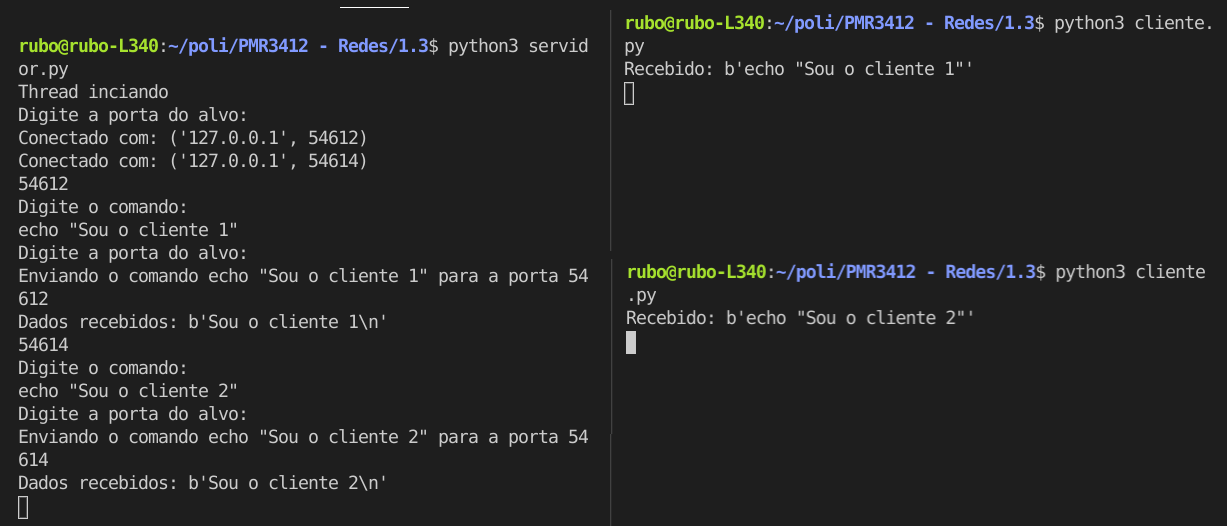 rubo@rubo-L340:~/poli/PMR3412 - Redes/1.3$ python3 servid
or.py
Thread inciando
Digite a porta do alvo:
Conectado com: ('127.0.0.1', 54612)
Conectado com: ('127.0.0.1', 54614)
54612
Digite o comando:
echo "Sou o cliente 1"
Digite a porta do alvo:
Enviando o comando echo "Sou o cliente 1" para a porta 54
612
Dados recebidos: b'Sou o cliente 1\n'
54614
Digite o comando:
echo "Sou o cliente 2"
Digite a porta do alvo:
Enviando o comando echo "Sou o cliente 2" para a porta 54
614
Dados recebidos: b'Sou o cliente 2\n'
rubo@rubo-L340:~/poli/PMR3412 - Redes/1.3$ python3 cliente.
py
Recebido: b'echo "Sou o cliente 1"'
rubo@rubo-L340:~/poli/PMR3412 - Redes/1.3$ python3 cliente
.py
Recebido: b'echo "Sou o cliente 2"'